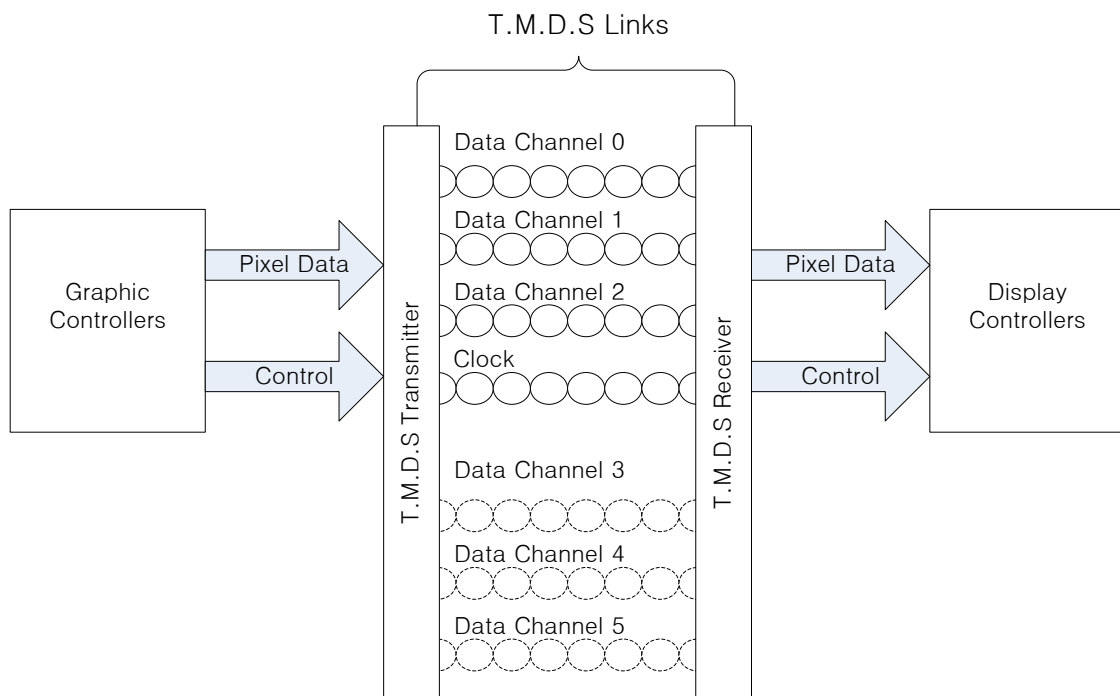 T.M.D.S Links
Data Channel 0
Data Channel 1
Data Channel 2
Clock
Data Channel 3
Data Channel 4
Data Channel 5
Graphic
Controllers
Pixel Data
Control
T.M.D.S Transmitter
T.M.D.S Receiver
Pixel Data
Control
Display
Controllers